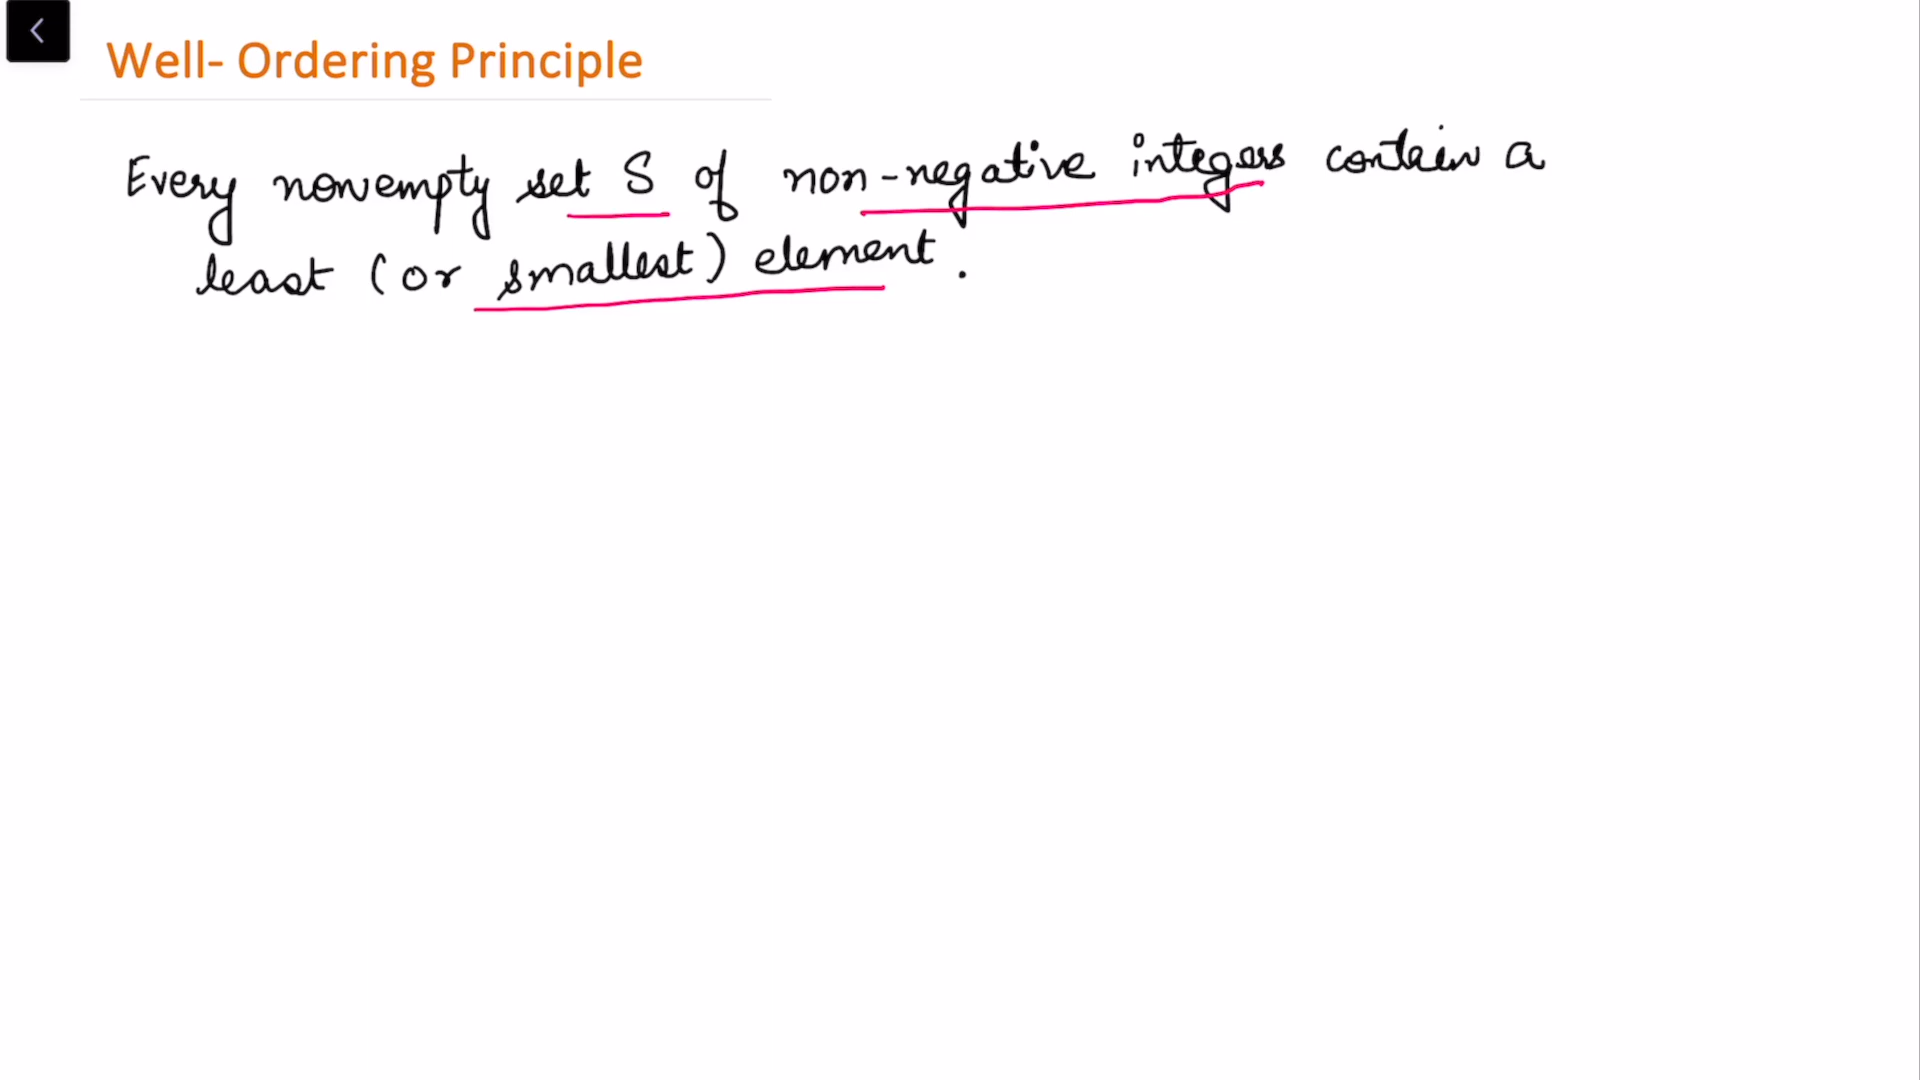 Well- Ordering Principle
Every nonempty set S of non-negative integers contain a
least (or smallest) element.